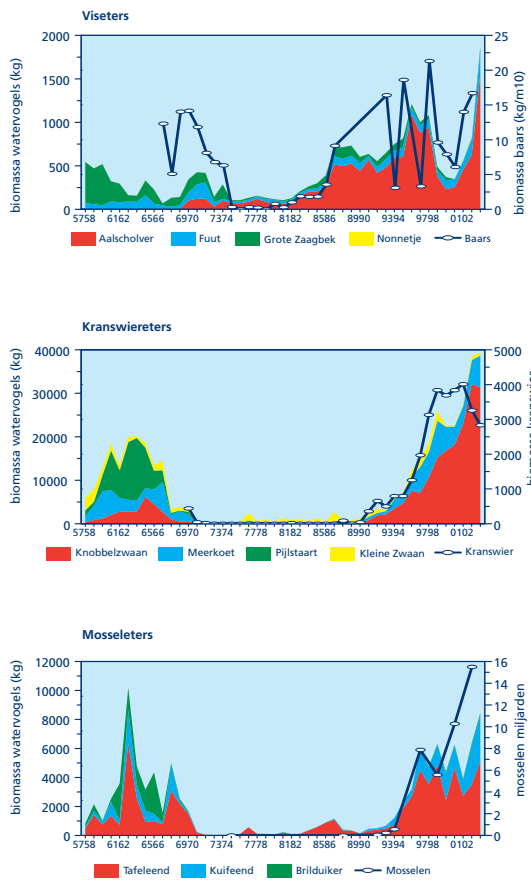 Viseters
biomassa watervogels (kg)
2000
1500
1000
500
0
25
20
15
10
5
0
biomassa baars (kg/m10)
5758 6162 6566 6970 7374 7778 8182 8586 8990 9394 9798 0102
Aalscholver Fuut Grote Zaagbek Nonnetje Baars
Kranswiereters
biomassa watervogels (kg)
40000
30000
20000
10000
0
5000
4000
3000
2000
1000
0
5758 6162 6566 6970 7374 7778 8182 8586 8990 9394 9798 0102
Knobbelzwaan Meerkoet Pijlstaart Kleine Zwaan Kranswier
Mosseleters
biomassa watervogels (kg)
12000
10000
8000
6000
4000
2000
0
16
14
12
10
8
6
4
2
0
mosselen miljarden
5758 6162 6566 6970 7374 7778 8182 8586 8990 9394 9798 0102
Tafeleend Kuifeend Brilduiker Mosselen